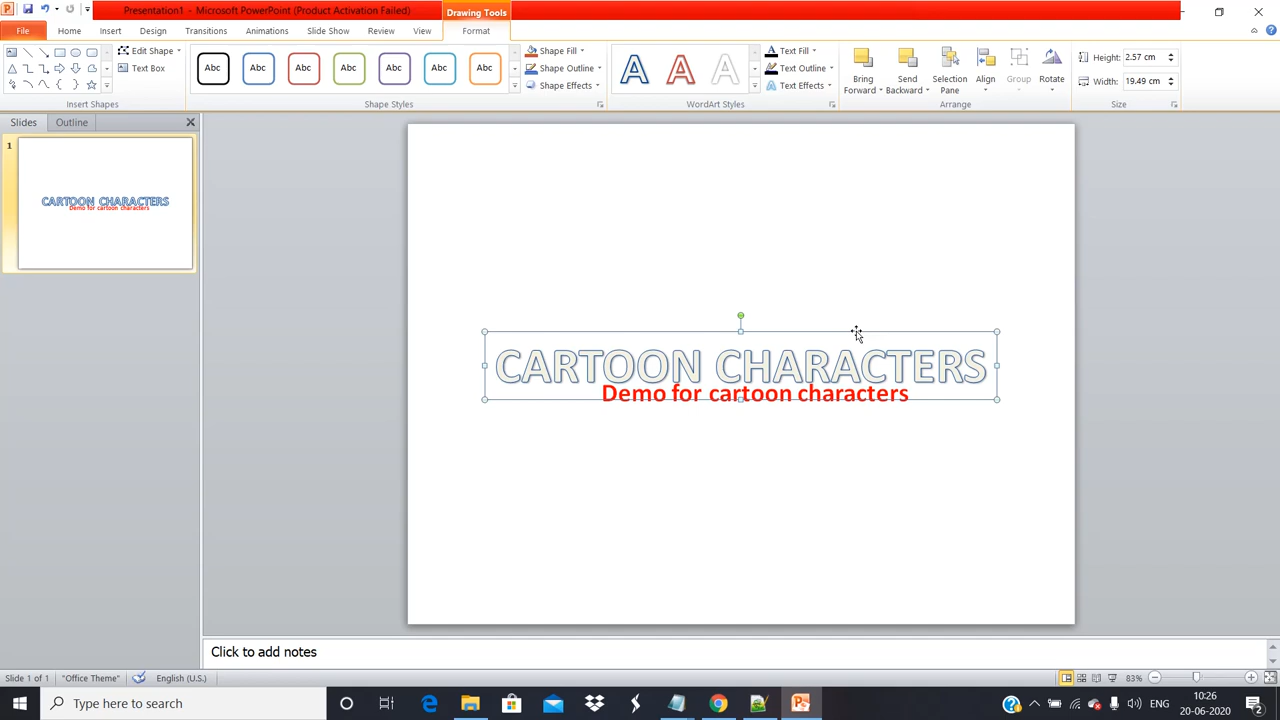 Presentation1 - Microsoft PowerPoint (Product Activation Failed)
Drawing Tools
File
Home
Insert
Design
Transitions
Animations
Slide Show
Review
View
Format
Edit Shape
Text Box
Insert Shapes
Abc
Abc
Abc
Abc
Abc
Abc
Abc
Shape Fill
Shape Outline
Shape Effects
Shape Styles
A
A
A
Text Fill
Text Outline
Text Effects
WordArt Styles
Bring Forward
Send Backward
Selection Pane
Align
Group
Rotate
Arrange
Height: 2.57 cm
Width: 19.49 cm
Size
Slides
Outline
1
CARTOON CHARACTERS
Demo for cartoon characters
CARTOON CHARACTERS
Demo for cartoon characters
Click to add notes
Slide 1 of 1
"Office Theme"
English (U.S.)
83%
Type here to search
ENG
10:26
20-06-2020
2